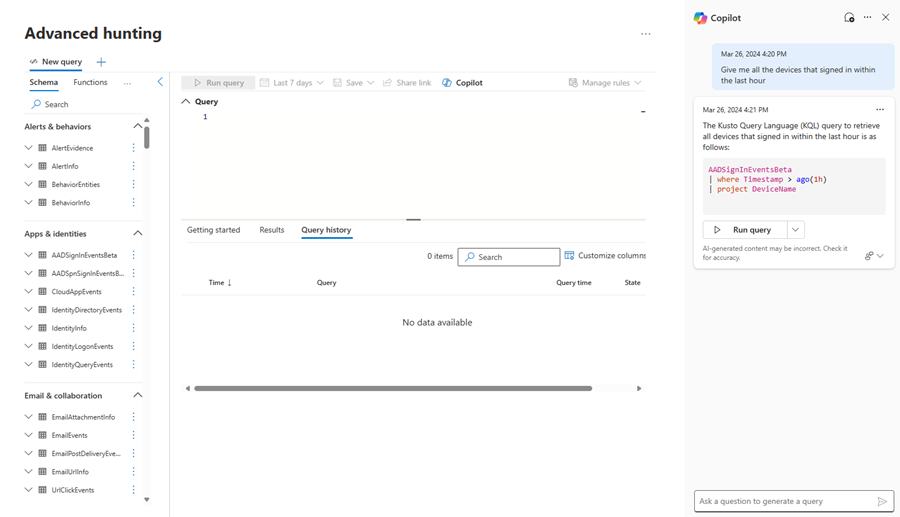 Advanced hunting
New query
Schema
Functions
...
Search
Alerts & behaviors
AlertEvidence
AlertInfo
BehaviorEntities
BehaviorInfo
Apps & identities
AADSignInEventsBeta
AADSpnSignInEventsB...
CloudAppEvents
IdentityDirectoryEvents
IdentityInfo
IdentityLogonEvents
IdentityQueryEvents
Email & collaboration
EmailAttachmentInfo
EmailEvents
EmailPostDeliveryEve...
EmailUrlInfo
UrlClickEvents
Run query
Last 7 days
Save
Share link
Copilot
Manage rules
Query
1
Getting started
Results
Query history
0 items
Search
Customize columns
Time ↓
Query
Query time
State
No data available
Copilot
Mar 26, 2024 4:20 PM
Give me all the devices that signed in within
the last hour
Mar 26, 2024 4:21 PM
The Kusto Query Language (KQL) query to retrieve
all devices that signed in within the last hour is as
follows:
AADSignInEventsBeta
| where Timestamp > ago(1h)
| project DeviceName
Run query
AI-generated content may be incorrect. Check it
for accuracy.
Ask a question to generate a query